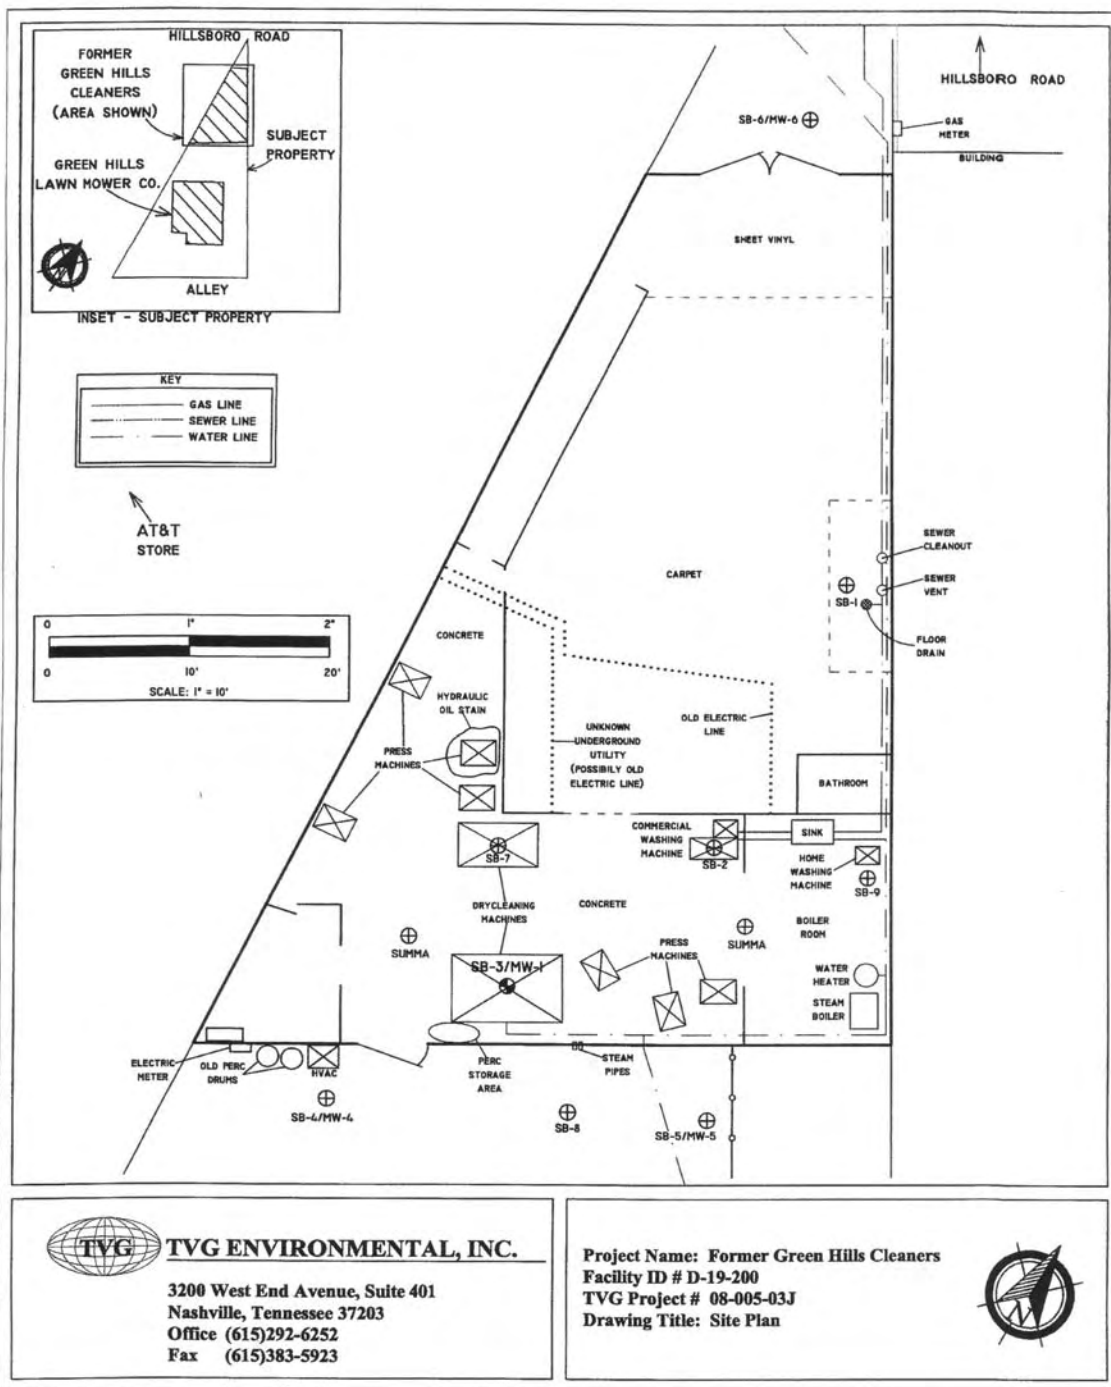 HILLSBORO ROAD
FORMER
GREEN HILLS
CLEANERS
(AREA SHOWN)
SUBJECT
PROPERTY
GREEN HILLS
LAWN MOWER CO.
ALLEY
INSET - SUBJECT PROPERTY
HILLSBORO ROAD
SB-6/MW-6
GAS
METER
BUILDING
SHEET VINYL
KEY
GAS LINE
SEWER LINE
WATER LINE
AT&T
STORE
0 1" 2"
0 10' 20'
SCALE: 1" = 10'
SEWER
CLEANOUT
SEWER
VENT
SB-1
FLOOR
DRAIN
CARPET
CONCRETE
HYDRAULIC
OIL STAIN
PRESS
MACHINES
UNKNOWN
UNDERGROUND
UTILITY
(POSSIBILY OLD
ELECTRIC LINE)
OLD ELECTRIC
LINE
BATHROOM
COMMERCIAL
WASHING
MACHINE
SINK
SB-7
SB-2
HOME
WASHING
MACHINE
SB-9
DRYCLEANING
MACHINES
CONCRETE
BOILER
ROOM
SUMMA
SUMMA
PRESS
MACHINES
SB-3/MW-1
WATER
HEATER
STEAM
BOILER
ELECTRIC
METER
OLD PERC
DRUMS
HVAC
PERC
STORAGE
AREA
STEAM
PIPES
SB-4/MW-4
SB-8
SB-5/MW-5
TVG
TVG ENVIRONMENTAL, INC.
3200 West End Avenue, Suite 401
Nashville, Tennessee 37203
Office (615)292-6252
Fax (615)383-5923
Project Name: Former Green Hills Cleaners
Facility ID # D-19-200
TVG Project # 08-005-03J
Drawing Title: Site Plan
N